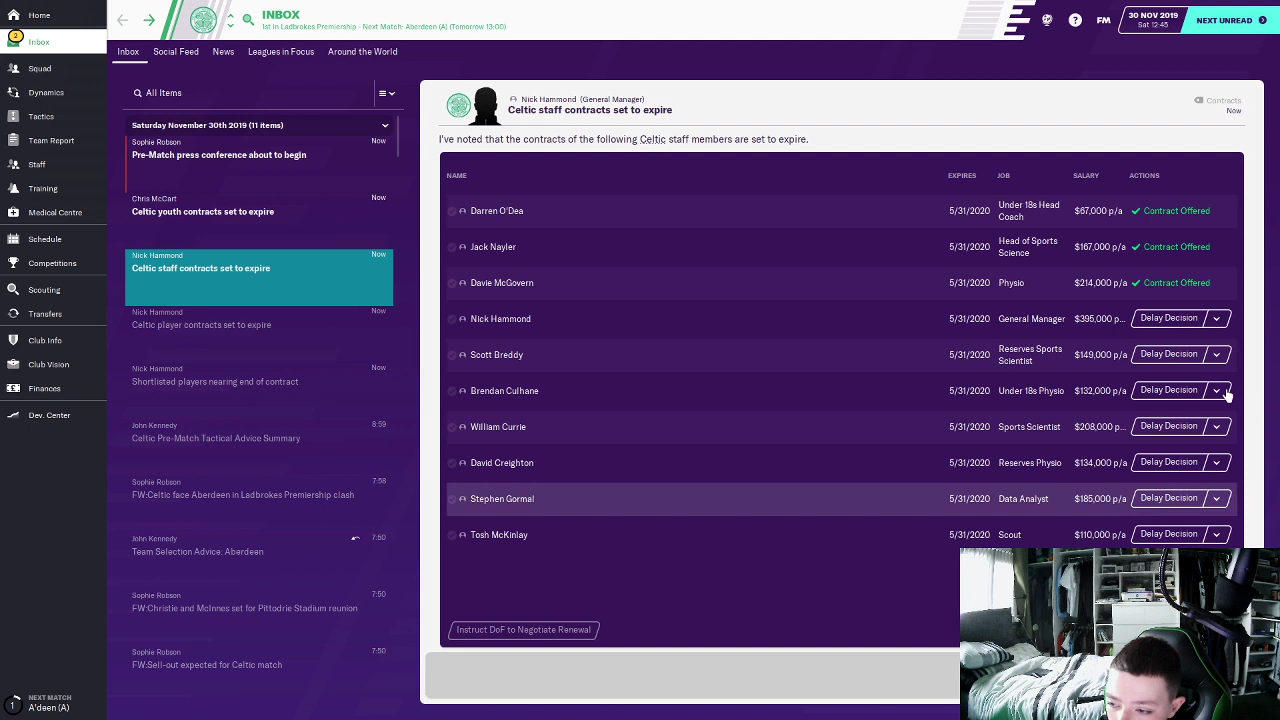 INBOX
1st in Ladbrokes Premiership - Next Match: Aberdeen (A) (Tomorrow 13:00)
FM
30 NOV 2019
Sat 12:45
NEXT UNREAD
2
Inbox
Squad
Dynamics
Tactics
Team Report
Staff
Training
Medical Centre
Schedule
Competitions
Scouting
Transfers
Club Info
Club Vision
Finances
Dev. Center
1
NEXT MATCH
A'deen (A)
Inbox Social Feed News Leagues in Focus Around the World
All Items
Saturday November 30th 2019 (11 items)
Sophie Robson Now
Pre-Match press conference about to begin
Chris McCart Now
Celtic youth contracts set to expire
Nick Hammond Now
Celtic staff contracts set to expire
Nick Hammond Now
Celtic player contracts set to expire
Nick Hammond Now
Shortlisted players nearing end of contract
John Kennedy 8:59
Celtic Pre-Match Tactical Advice Summary
Sophie Robson 7:58
FW:Celtic face Aberdeen in Ladbrokes Premiership clash
John Kennedy 7:50
Team Selection Advice: Aberdeen
Sophie Robson 7:50
FW:Christie and McInnes set for Pittodrie Stadium reunion
Sophie Robson 7:50
FW:Sell-out expected for Celtic match
Nick Hammond (General Manager)
Celtic staff contracts set to expire
Contracts
Now
I've noted that the contracts of the following Celtic staff members are set to expire.
NAME EXPIRES JOB SALARY ACTIONS
Darren O'Dea 5/31/2020 Under 18s Head Coach $67,000 p/a Contract Offered
Jack Nayler 5/31/2020 Head of Sports Science $167,000 p/a Contract Offered
Davie McGovern 5/31/2020 Physio $214,000 p/a Contract Offered
Nick Hammond 5/31/2020 General Manager $395,000 p... Delay Decision
Scott Breddy 5/31/2020 Reserves Sports Scientist $149,000 p/a Delay Decision
Brendan Culhane 5/31/2020 Under 18s Physio $132,000 p/a Delay Decision
William Currie 5/31/2020 Sports Scientist $208,000 p... Delay Decision
David Creighton 5/31/2020 Reserves Physio $134,000 p/a Delay Decision
Stephen Gormal 5/31/2020 Data Analyst $185,000 p/a Delay Decision
Tosh McKinlay 5/31/2020 Scout $110,000 p/a Delay Decision
Instruct DoF to Negotiate Renewal